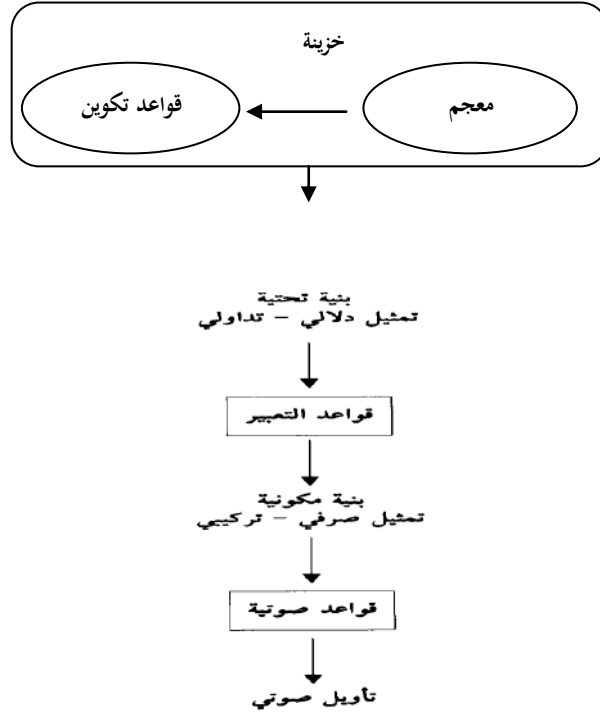 خزينة
معجم
قواعد تكوين
بنية تحتية
تمثيل دلالي – تداولي
قواعد التعبير
بنية مكونية
تمثيل صرفي – تركيبي
قواعد صوتية
تأويل صوتي